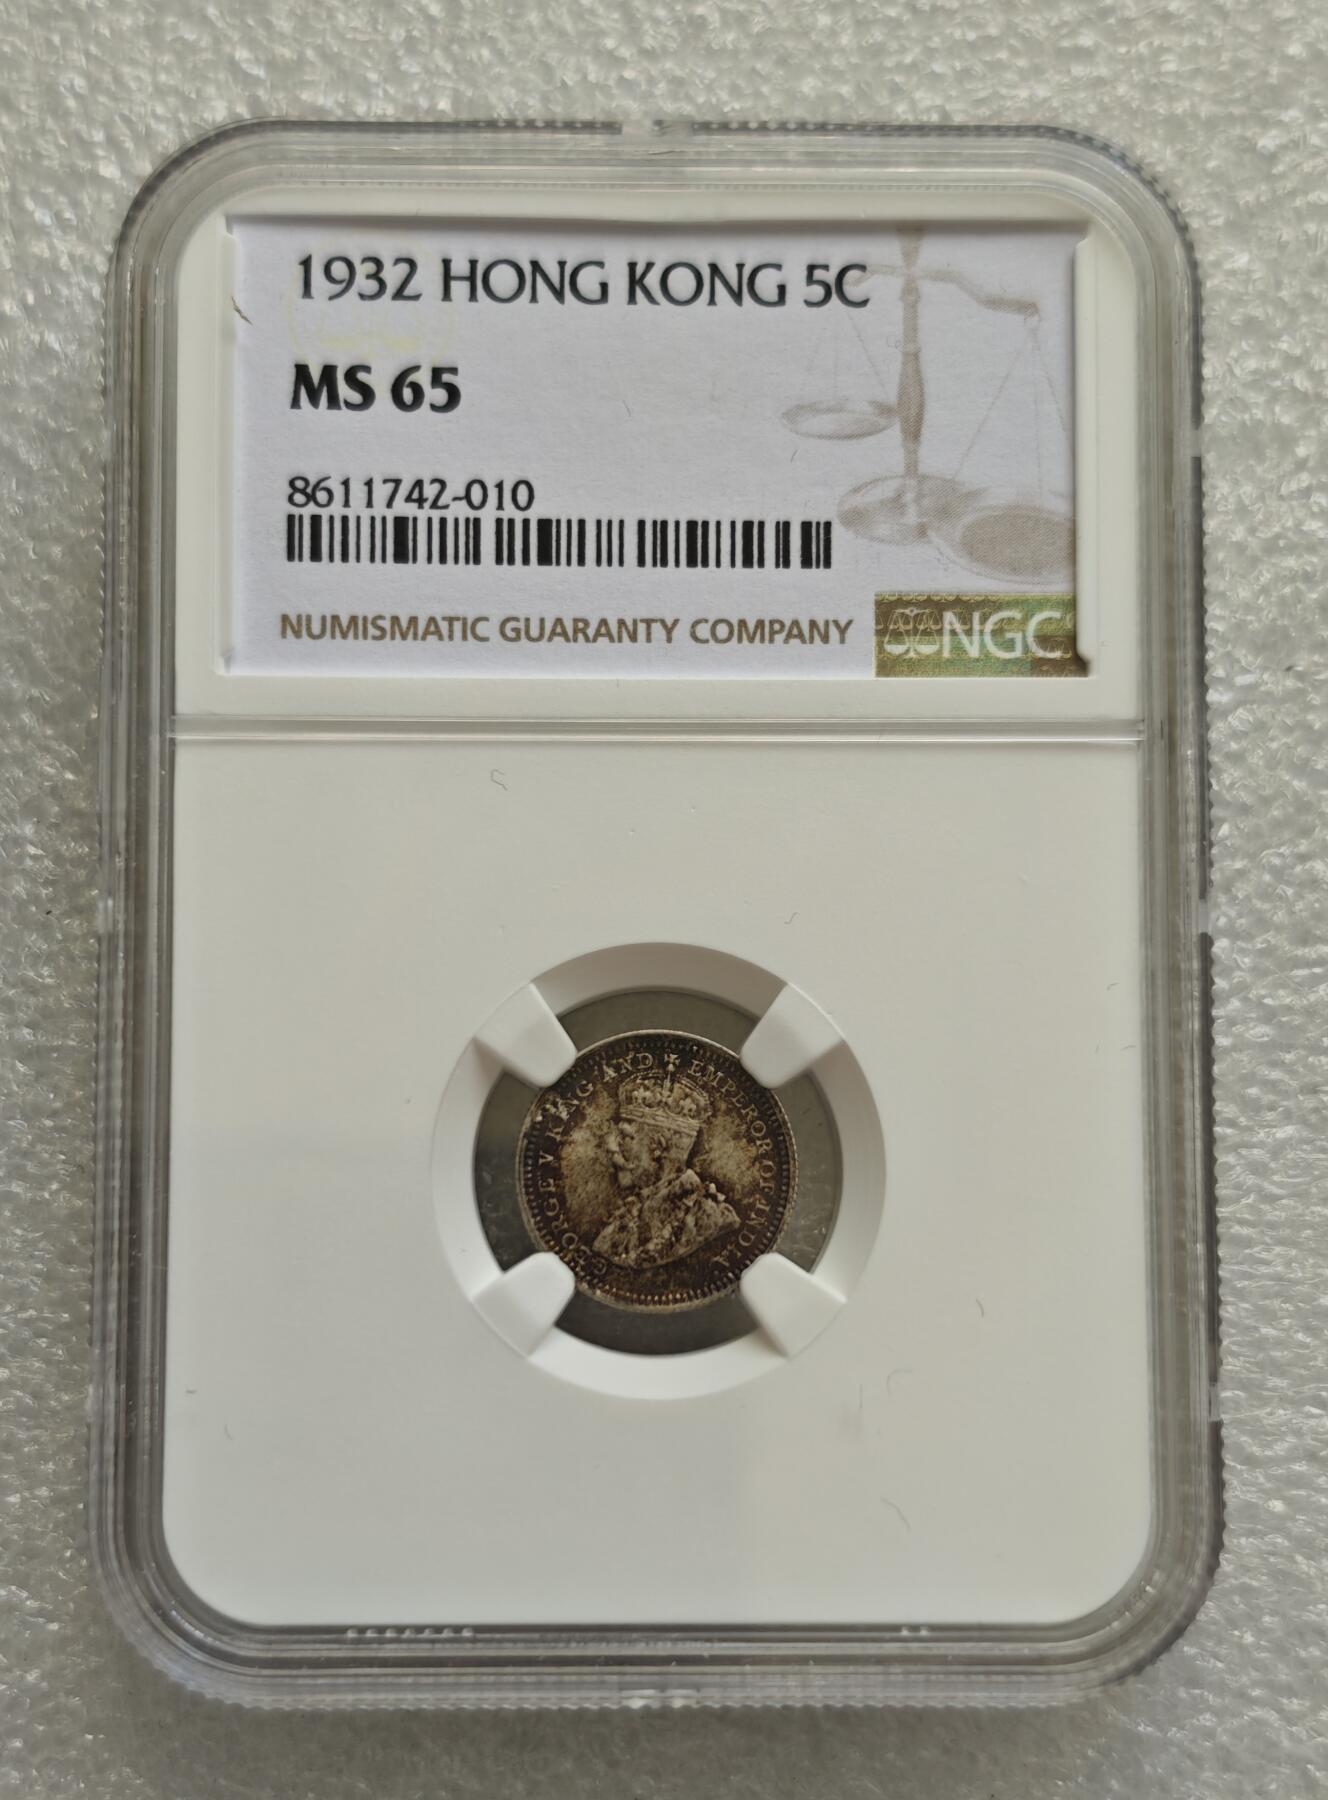 1932 HONG KONG 5C
MS 65
8611742-010
NUMISMATIC GUARANTY COMPANY
NGC
GEORGE V KING AND EMPEROR OF INDIA